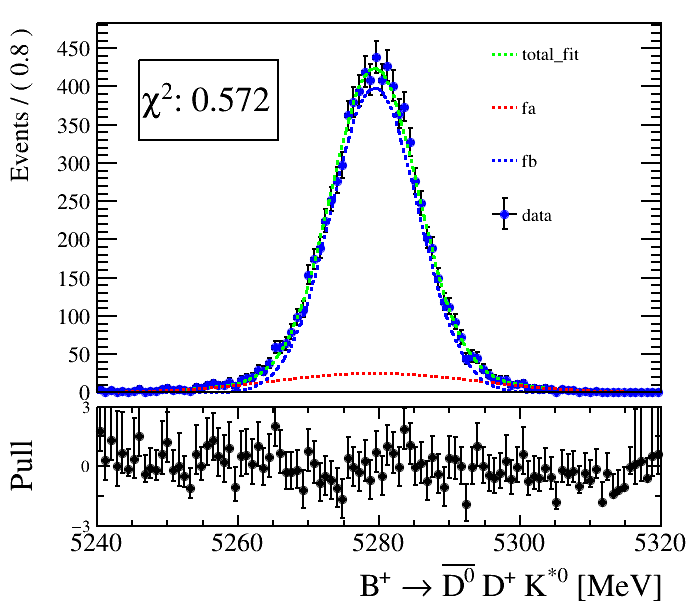 Events / ( 0.8 )
450
400
350
300
250
200
150
100
50
0
χ²: 0.572
total_fit
fa
fb
data
Pull
3
0
−3
5240 5260 5280 5300 5320
B⁺ → D̅⁰ D⁺ K*⁰ [MeV]